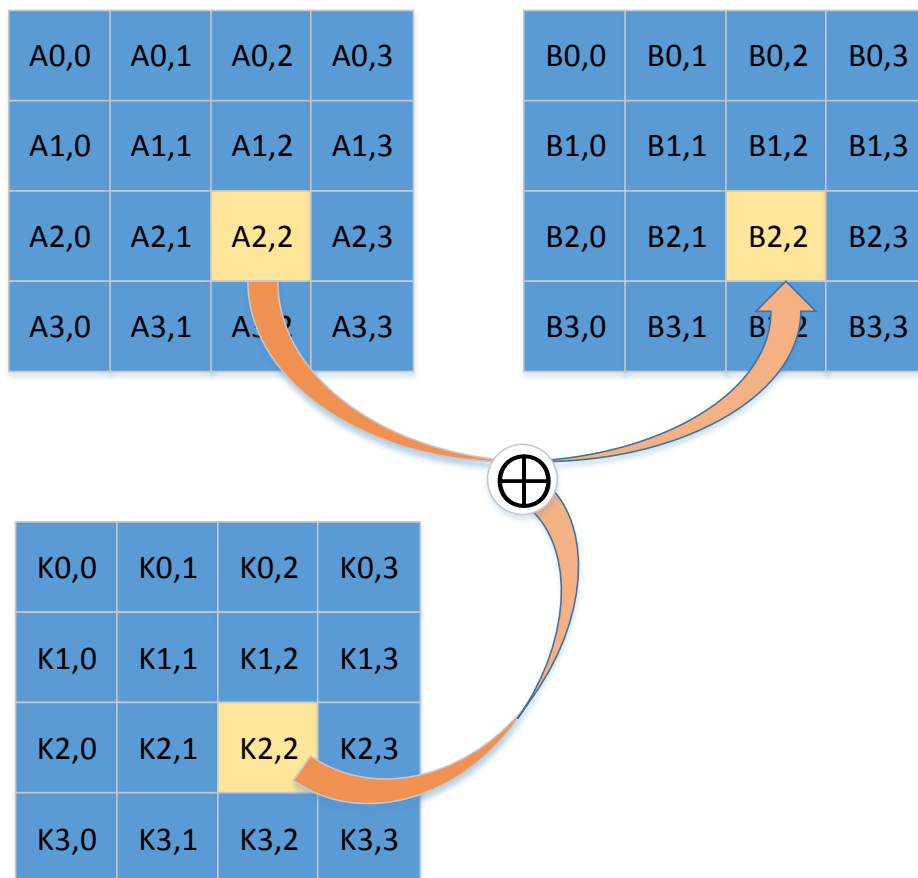 A0,0 A0,1 A0,2 A0,3
A1,0 A1,1 A1,2 A1,3
A2,0 A2,1 A2,2 A2,3
A3,0 A3,1 A3,2 A3,3
B0,0 B0,1 B0,2 B0,3
B1,0 B1,1 B1,2 B1,3
B2,0 B2,1 B2,2 B2,3
B3,0 B3,1 B3,2 B3,3
K0,0 K0,1 K0,2 K0,3
K1,0 K1,1 K1,2 K1,3
K2,0 K2,1 K2,2 K2,3
K3,0 K3,1 K3,2 K3,3